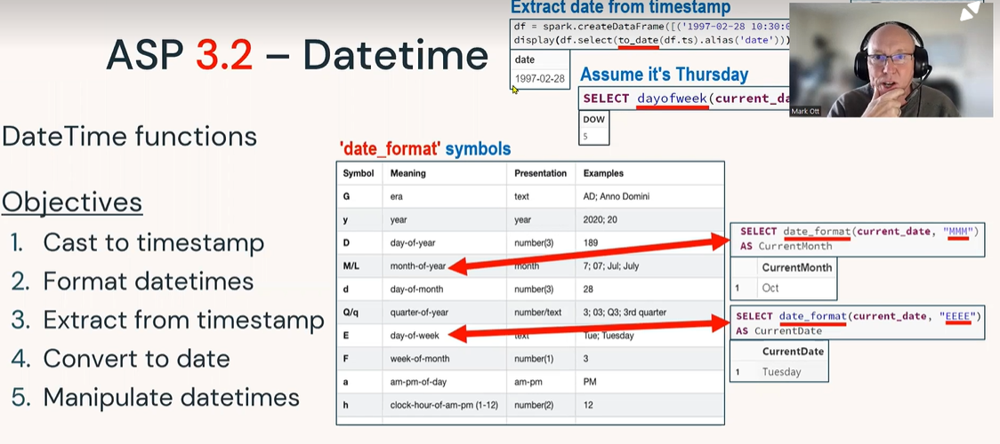 ASP 3.2 – Datetime
DateTime functions
Objectives
1. Cast to timestamp
2. Format datetimes
3. Extract from timestamp
4. Convert to date
5. Manipulate datetimes
Extract date from timestamp
df = spark.createDataFrame([('1997-02-28 10:30:
display(df.select(to_date(df.ts).alias('date')))
date
1997-02-28
Assume it's Thursday
SELECT dayofweek(current_da
DOW
5
Mark Ott
'date_format' symbols
Symbol Meaning Presentation Examples
G era text AD; Anno Domini
y year year 2020; 20
D day-of-year number(3) 189
M/L month-of-year month 7; 07; Jul; July
d day-of-month number(3) 28
Q/q quarter-of-year number/text 3; 03; Q3; 3rd quarter
E day-of-week text Tue; Tuesday
F week-of-month number(1) 3
a am-pm-of-day am-pm PM
h clock-hour-of-am-pm (1-12) number(2) 12
SELECT date_format(current_date, "MMM")
AS CurrentMonth
CurrentMonth
1 Oct
SELECT date_format(current_date, "EEEE")
AS CurrentDate
CurrentDate
1 Tuesday